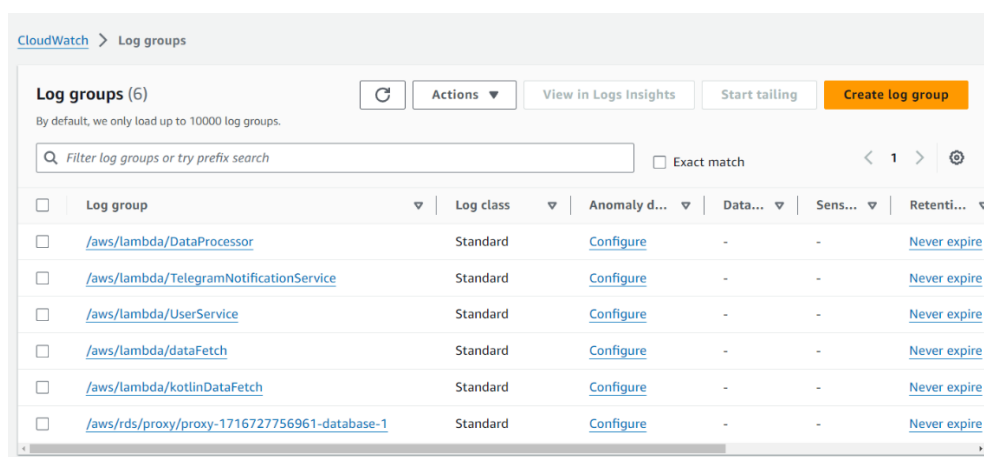 CloudWatch > Log groups
Log groups (6)
Actions ▼ View in Logs Insights Start tailing Create log group
By default, we only load up to 10000 log groups.
Filter log groups or try prefix search Exact match < 1 >
Log group Log class Anomaly d... Data... Sens... Retenti...
/aws/lambda/DataProcessor Standard Configure - - Never expire
/aws/lambda/TelegramNotificationService Standard Configure - - Never expire
/aws/lambda/UserService Standard Configure - - Never expire
/aws/lambda/dataFetch Standard Configure - - Never expire
/aws/lambda/kotlinDataFetch Standard Configure - - Never expire
/aws/rds/proxy/proxy-1716727756961-database-1 Standard Configure - - Never expire